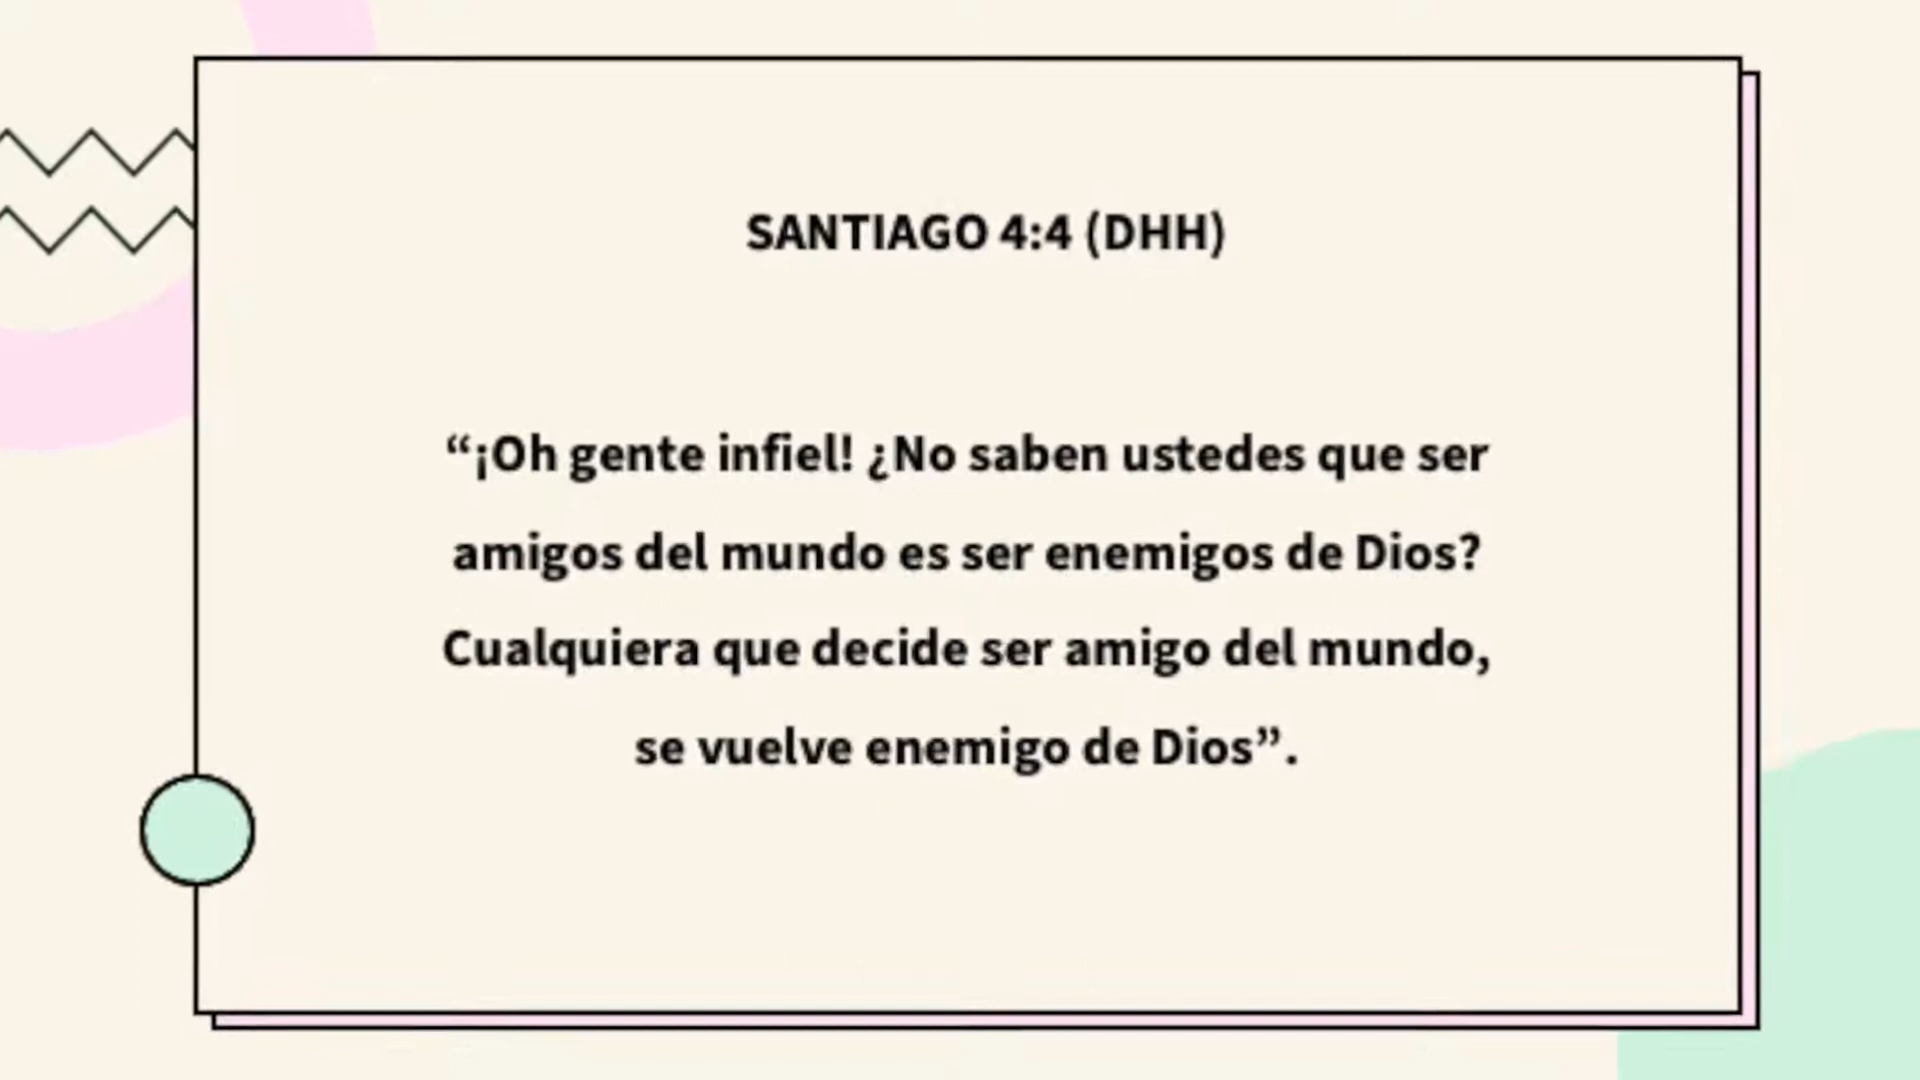 SANTIAGO 4:4 (DHH)
“¡Oh gente infiel! ¿No saben ustedes que ser
amigos del mundo es ser enemigos de Dios?
Cualquiera que decide ser amigo del mundo,
se vuelve enemigo de Dios”.